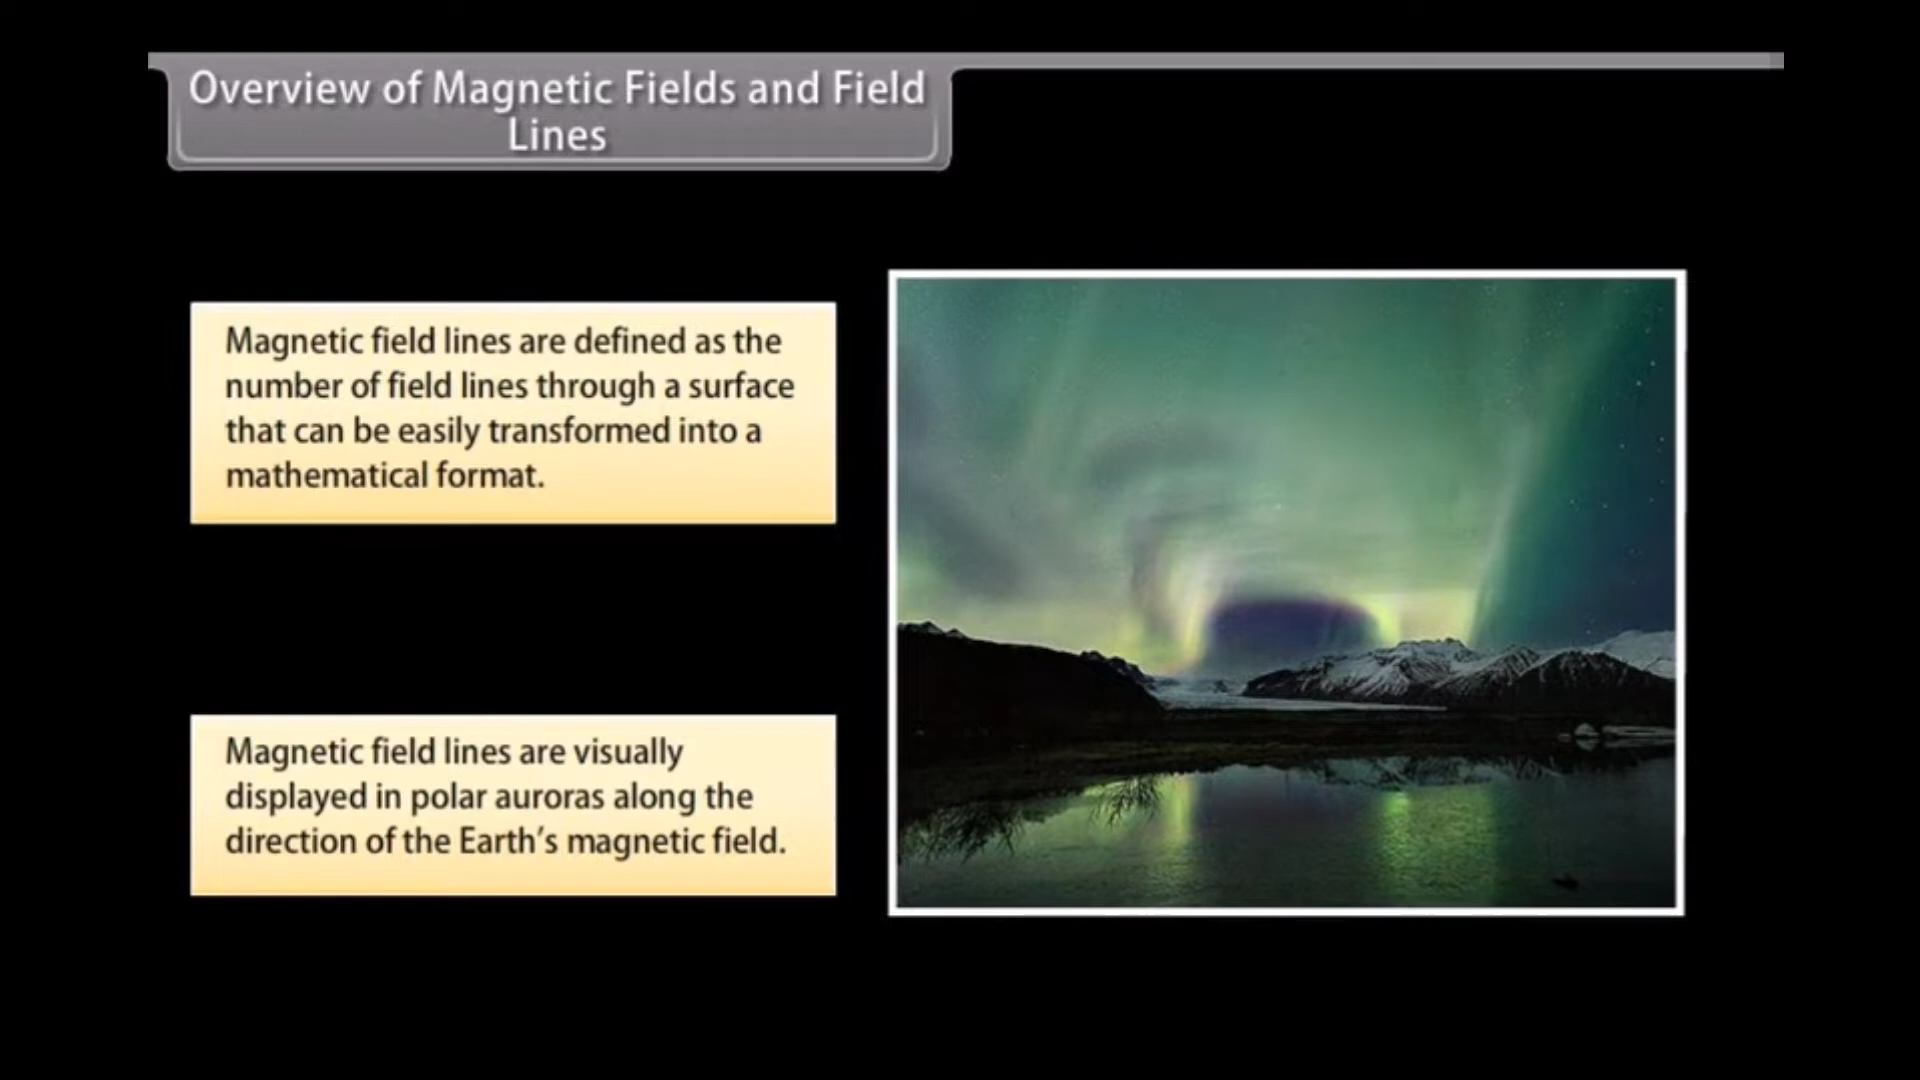 Overview of Magnetic Fields and Field
Lines
Magnetic field lines are defined as the
number of field lines through a surface
that can be easily transformed into a
mathematical format.
Magnetic field lines are visually
displayed in polar auroras along the
direction of the Earth's magnetic field.